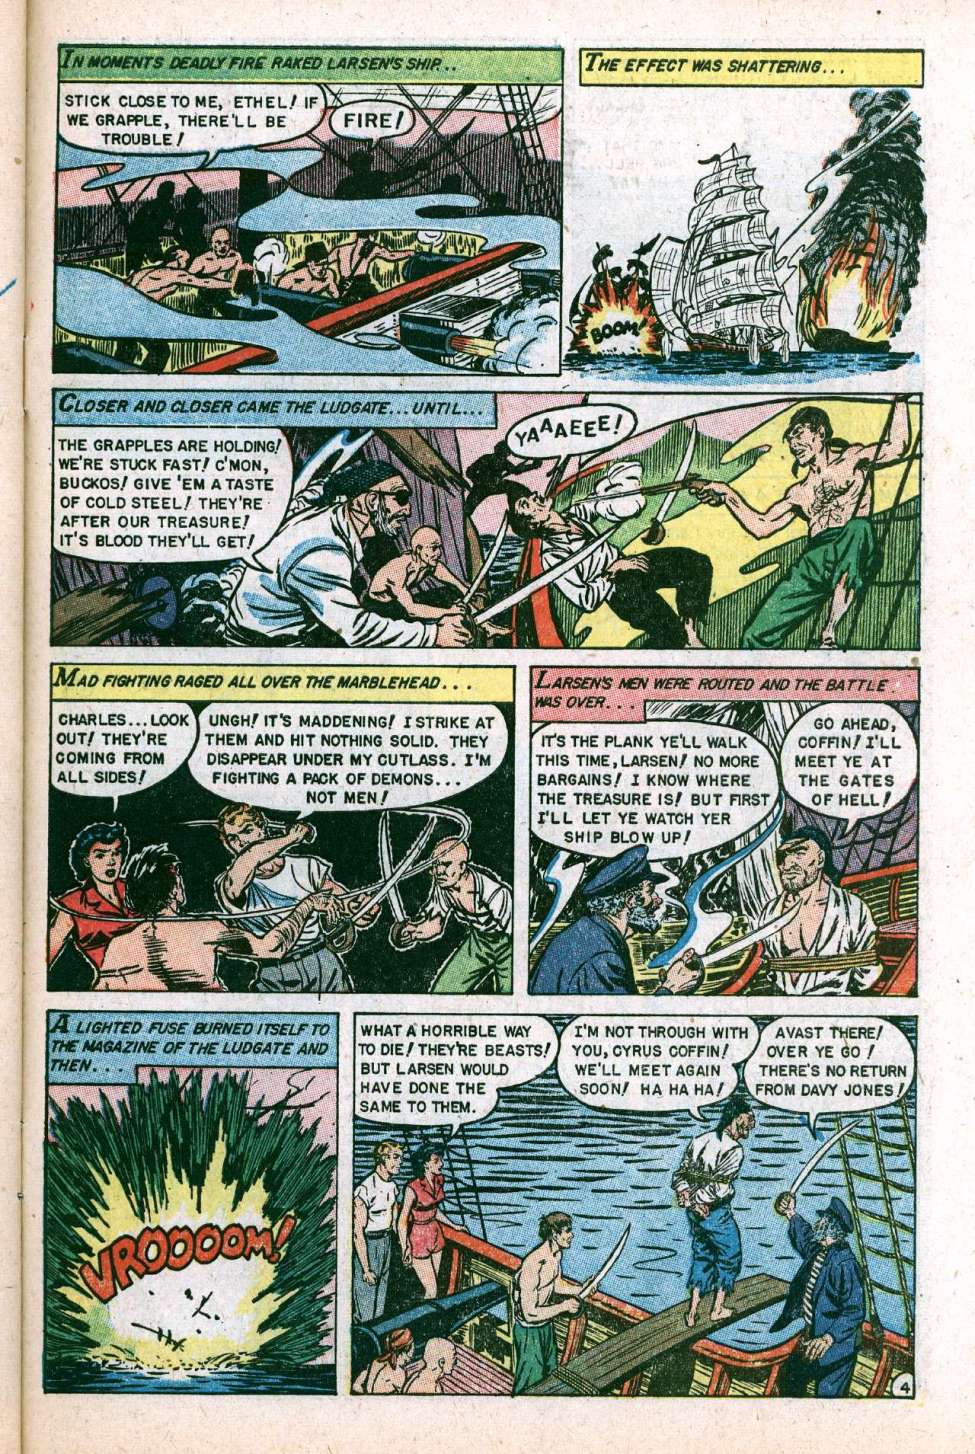 IN MOMENTS DEADLY FIRE RAKED LARSEN'S SHIP...
STICK CLOSE TO ME, ETHEL! IF
WE GRAPPLE, THERE'LL BE
TROUBLE!
FIRE!
THE EFFECT WAS SHATTERING...
BOOM!
CLOSER AND CLOSER CAME THE LUDGATE...UNTIL...
THE GRAPPLES ARE HOLDING!
WE'RE STUCK FAST! C'MON,
BUCKOS! GIVE 'EM A TASTE
OF COLD STEEL! THEY'RE
AFTER OUR TREASURE!
IT'S BLOOD THEY'LL GET!
YAAAEEE!
MAD FIGHTING RAGED ALL OVER THE MARBLEHEAD...
CHARLES...LOOK
OUT! THEY'RE
COMING FROM
ALL SIDES!
UNGH! IT'S MADDENING! I STRIKE AT
THEM AND HIT NOTHING SOLID. THEY
DISAPPEAR UNDER MY CUTLASS. I'M
FIGHTING A PACK OF DEMONS...
NOT MEN!
LARSEN'S MEN WERE ROUTED AND THE BATTLE
WAS OVER...
IT'S THE PLANK YE'LL WALK
THIS TIME, LARSEN! NO MORE
BARGAINS! I KNOW WHERE
THE TREASURE IS! BUT FIRST
I'LL LET YE WATCH YER
SHIP BLOW UP!
GO AHEAD,
COFFIN! I'LL
MEET YE AT
THE GATES
OF HELL!
A LIGHTED FUSE BURNED ITSELF TO
THE MAGAZINE OF THE LUDGATE AND
THEN...
VROOOOM!
WHAT A HORRIBLE WAY
TO DIE! THEY'RE BEASTS!
BUT LARSEN WOULD
HAVE DONE THE
SAME TO THEM.
I'M NOT THROUGH WITH
YOU, CYRUS COFFIN!
WE'LL MEET AGAIN
SOON! HA HA HA!
AVAST THERE!
OVER YE GO!
THERE'S NO RETURN
FROM DAVY JONES!
4